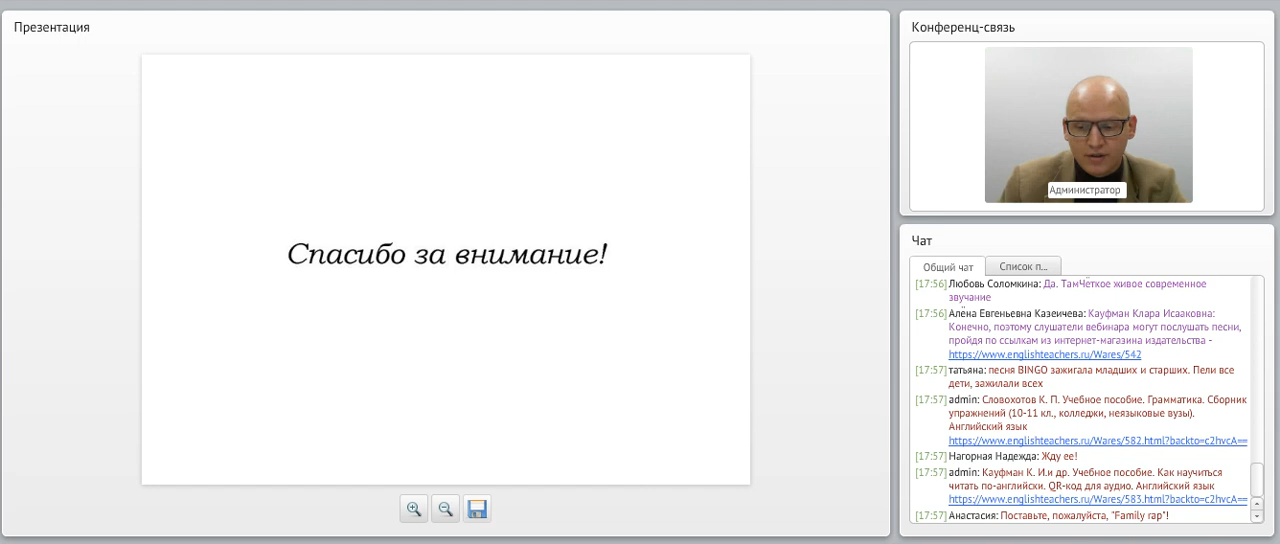 Презентация
Спасибо за внимание!
Конференц-связь
Администратор
Чат
Общий чат
Список п...
[17:56] Любовь Соломкина: Да. ТамЧёткое живое современное
звучание
[17:56] Алёна Евгеньевна Казеичева: Кауфман Клара Исааковна:
Конечно, поэтому слушатели вебинара могут послушать песни,
пройдя по ссылкам из интернет-магазина издательства -
https://www.englishteachers.ru/Wares/542
[17:57] татьяна: песня BINGO зажигала младших и старших. Пели все
дети, зажилали всех
[17:57] admin: Словохотов К. П. Учебное пособие. Грамматика. Сборник
упражнений (10-11 кл., колледжи, неязыковые вузы).
Английский язык
https://www.englishteachers.ru/Wares/582.html?backto=c2hvcA==
[17:57] Нагорная Надежда: Жду ее!
[17:57] admin: Кауфман К. И.и др. Учебное пособие. Как научиться
читать по-английски. QR-код для аудио. Английский язык
https://www.englishteachers.ru/Wares/583.html?backto=c2hvcA==
[17:57] Анастасия: Поставьте, пожалуйста, "Family rap"!